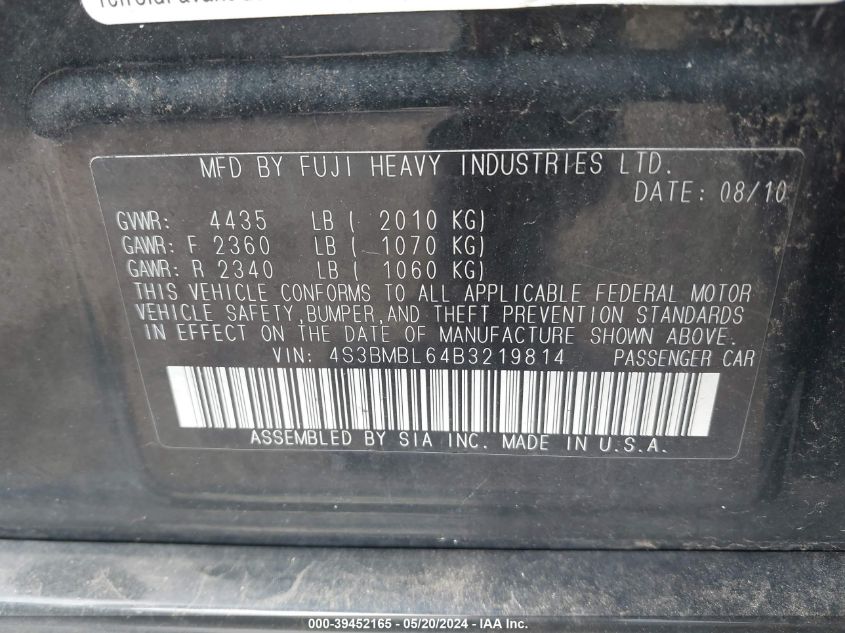 MFD BY FUJI HEAVY INDUSTRIES LTD.
DATE: 08/10
GVWR: 4435 LB ( 2010 KG)
GAWR: F 2360 LB ( 1070 KG)
GAWR: R 2340 LB ( 1060 KG)
THIS VEHICLE CONFORMS TO ALL APPLICABLE FEDERAL MOTOR
VEHICLE SAFETY,BUMPER,AND THEFT PREVENTION STANDARDS
IN EFFECT ON THE DATE OF MANUFACTURE SHOWN ABOVE.
VIN: 4S3BMBL64B3219814 PASSENGER CAR
ASSEMBLED BY SIA INC. MADE IN U.S.A.
000-39452165 - 05/20/2024 - IAA Inc.